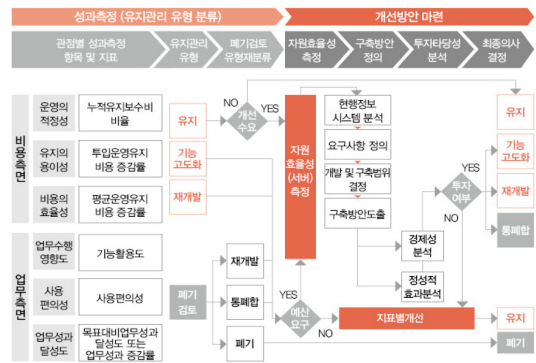 성과측정 (유지관리 유형 분류)
개선방안 마련
관점별 성과측정
항목 및 지표
유지관리
유형
폐기검토
유형재분류
자원효율성
측정
구축방안
정의
투자타당성
분석
최종의사
결정
비용측면
운영의
적정성
누적유지보수비
비율
유지의
용이성
투입운영유지
비용 증감률
비용의
효율성
평균운영유지
비용 증감률
업무측면
업무수행
영향도
기능활용도
사용
편의성
사용편의성
업무성과
달성도
목표대비업무성과
달성도 또는
업무성과 증감률
유지
기능
고도화
재개발
폐기
검토
NO
개선
수요
YES
재개발
통폐합
폐기
YES
예산
요구
NO
자원
효율성
(서버)
측정
현행정보
시스템 분석
요구사항 정의
개발 및 구축범위
결정
구축방안도출
경제성
분석
정성적
효과분석
YES
투자
여부
NO
지표별개선
유지
기능
고도화
재개발
통폐합
유지
폐기